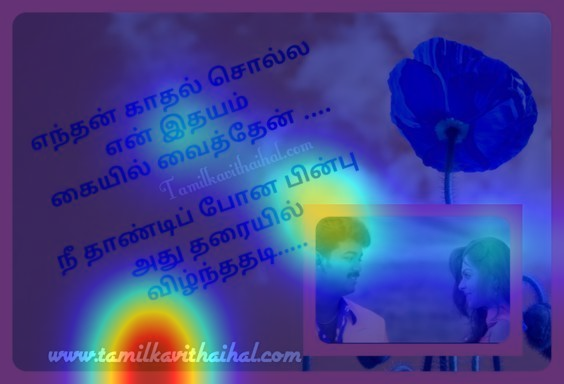 எந்தன் காதல் சொல்ல
என் இதயம்
கையில் வைத்தேன் ....
Tamilkavithaihal.com
நீ தாண்டிப் போன பின்பு
அது தரையில்
விழ்ந்ததடி.....
www.tamilkavithaihal.com